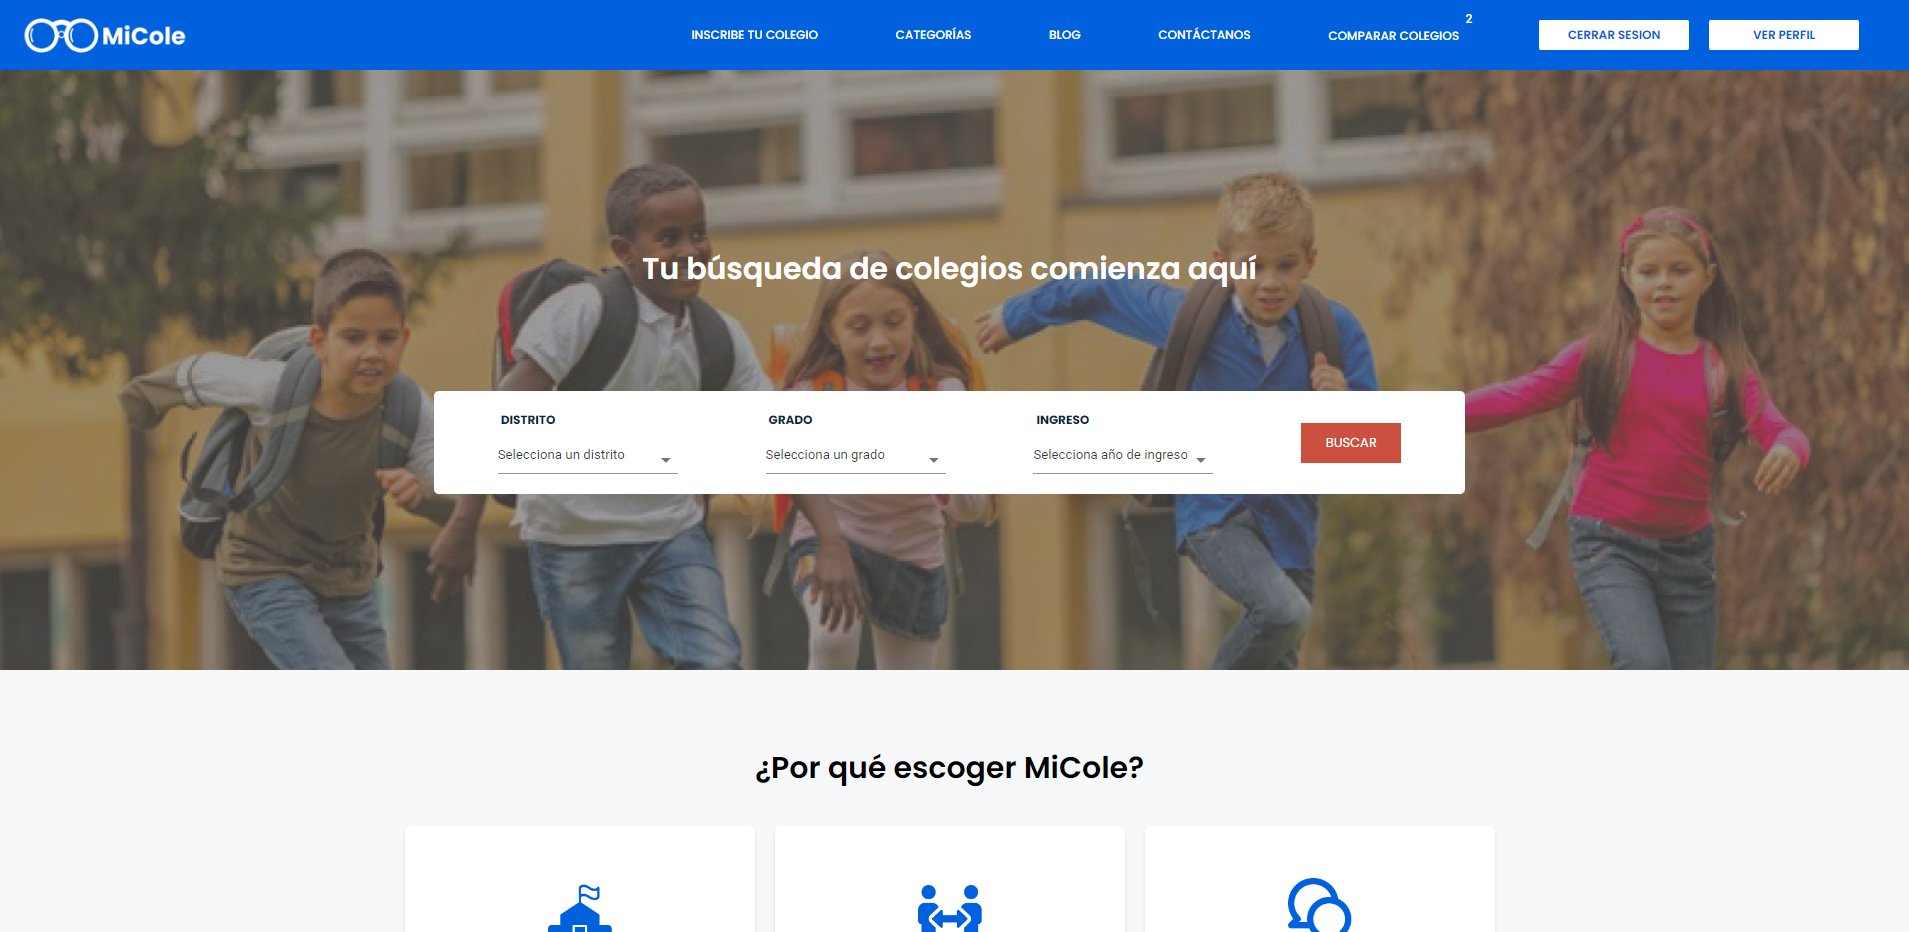 MiCole
INSCRIBE TU COLEGIO
CATEGORÍAS
BLOG
CONTÁCTANOS
COMPARAR COLEGIOS
2
CERRAR SESION
VER PERFIL
Tu búsqueda de colegios comienza aquí
DISTRITO
Selecciona un distrito
GRADO
Selecciona un grado
INGRESO
Selecciona año de ingreso
BUSCAR
¿Por qué escoger MiCole?